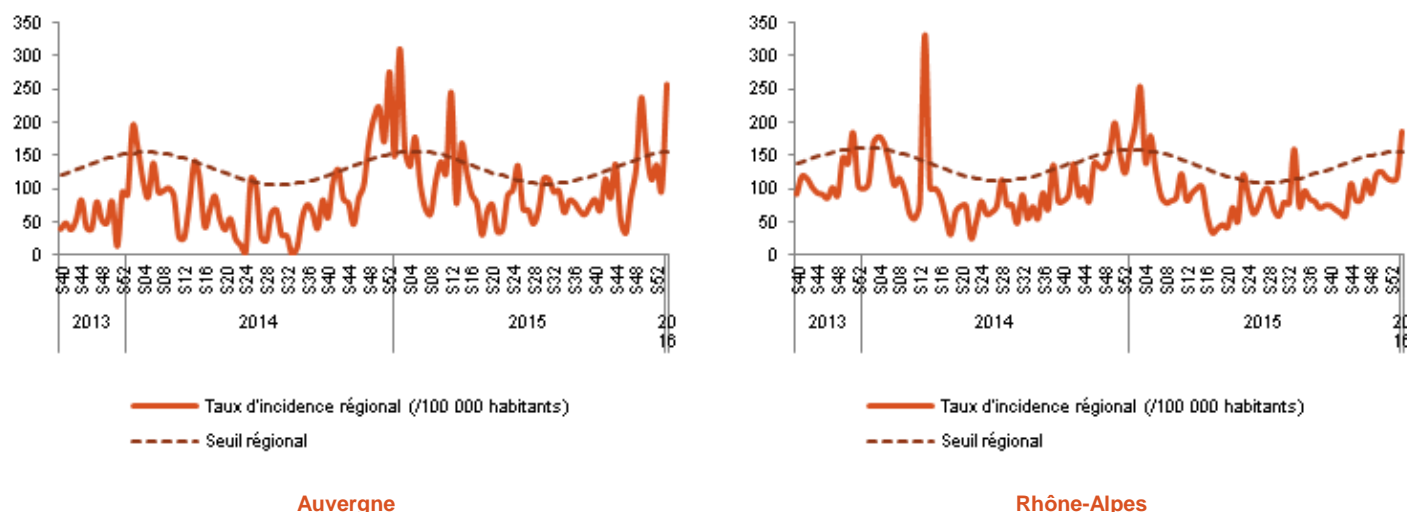 350
300
250
200
150
100
50
0
S40 S44 S48 S52 S04 S08 S12 S16 S20 S24 S28 S32 S36 S40 S44 S48 S52 S04 S08 S12 S16 S20 S24 S28 S32 S36 S40 S44 S48 S52
2013 2014 2015 2016
Taux d'incidence régional (/100 000 habitants)
Seuil régional
Auvergne
350
300
250
200
150
100
50
0
S40 S44 S48 S52 S04 S08 S12 S16 S20 S24 S28 S32 S36 S40 S44 S48 S52 S04 S08 S12 S16 S20 S24 S28 S32 S36 S40 S44 S48 S52
2013 2014 2015 2016
Taux d'incidence régional (/100 000 habitants)
Seuil régional
Rhône-Alpes